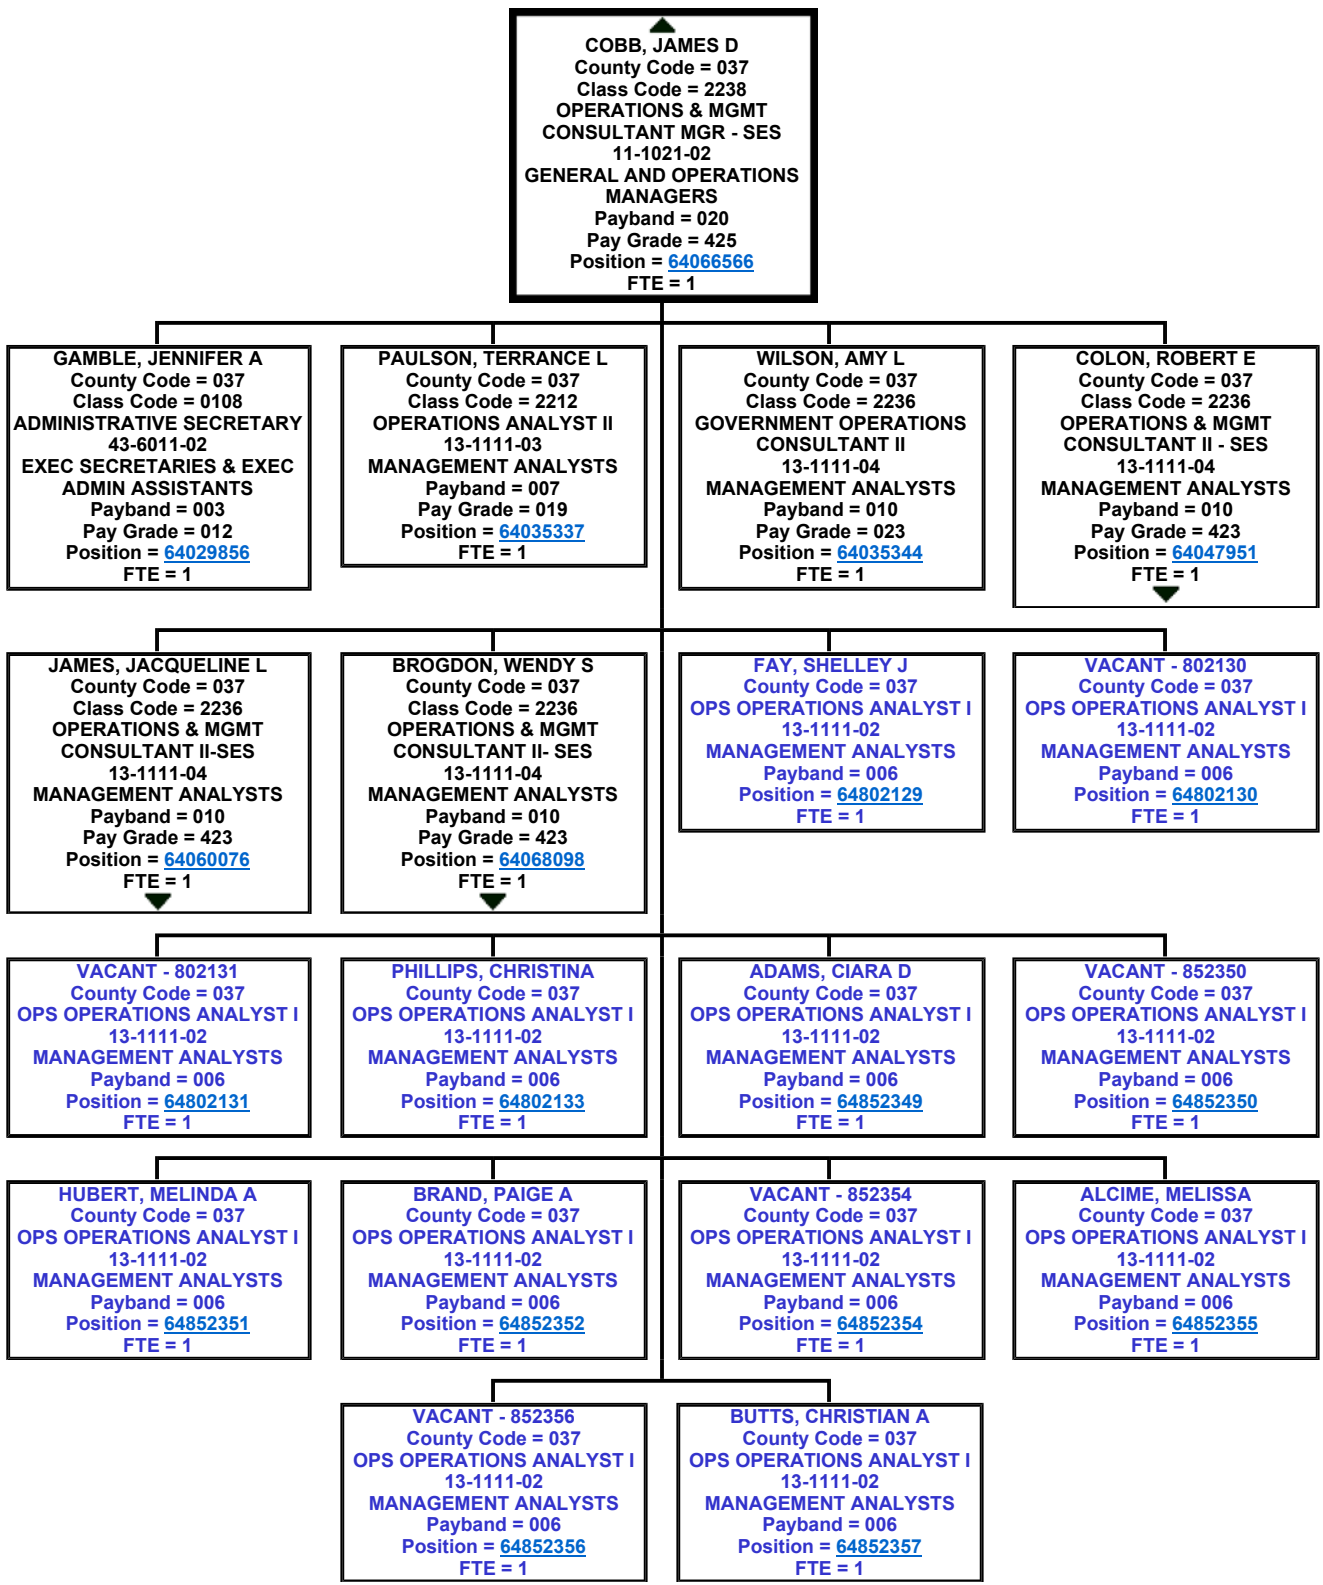 COBB, JAMES D
County Code = 037
Class Code = 2238
OPERATIONS & MGMT
CONSULTANT MGR - SES
11-1021-02
GENERAL AND OPERATIONS
MANAGERS
Payband = 020
Pay Grade = 425
Position = 64066566
FTE = 1
GAMBLE, JENNIFER A
County Code = 037
Class Code = 0108
ADMINISTRATIVE SECRETARY
43-6011-02
EXEC SECRETARIES & EXEC
ADMIN ASSISTANTS
Payband = 003
Pay Grade = 012
Position = 64029856
FTE = 1
PAULSON, TERRANCE L
County Code = 037
Class Code = 2212
OPERATIONS ANALYST II
13-1111-03
MANAGEMENT ANALYSTS
Payband = 007
Pay Grade = 019
Position = 64035337
FTE = 1
WILSON, AMY L
County Code = 037
Class Code = 2236
GOVERNMENT OPERATIONS
CONSULTANT II
13-1111-04
MANAGEMENT ANALYSTS
Payband = 010
Pay Grade = 023
Position = 64035344
FTE = 1
COLON, ROBERT E
County Code = 037
Class Code = 2236
OPERATIONS & MGMT
CONSULTANT II - SES
13-1111-04
MANAGEMENT ANALYSTS
Payband = 010
Pay Grade = 423
Position = 64047951
FTE = 1
JAMES, JACQUELINE L
County Code = 037
Class Code = 2236
OPERATIONS & MGMT
CONSULTANT II-SES
13-1111-04
MANAGEMENT ANALYSTS
Payband = 010
Pay Grade = 423
Position = 64060076
FTE = 1
BROGDON, WENDY S
County Code = 037
Class Code = 2236
OPERATIONS & MGMT
CONSULTANT II- SES
13-1111-04
MANAGEMENT ANALYSTS
Payband = 010
Pay Grade = 423
Position = 64068098
FTE = 1
FAY, SHELLEY J
County Code = 037
OPS OPERATIONS ANALYST I
13-1111-02
MANAGEMENT ANALYSTS
Payband = 006
Position = 64802129
FTE = 1
VACANT - 802130
County Code = 037
OPS OPERATIONS ANALYST I
13-1111-02
MANAGEMENT ANALYSTS
Payband = 006
Position = 64802130
FTE = 1
VACANT - 802131
County Code = 037
OPS OPERATIONS ANALYST I
13-1111-02
MANAGEMENT ANALYSTS
Payband = 006
Position = 64802131
FTE = 1
PHILLIPS, CHRISTINA
County Code = 037
OPS OPERATIONS ANALYST I
13-1111-02
MANAGEMENT ANALYSTS
Payband = 006
Position = 64802133
FTE = 1
ADAMS, CIARA D
County Code = 037
OPS OPERATIONS ANALYST I
13-1111-02
MANAGEMENT ANALYSTS
Payband = 006
Position = 64852349
FTE = 1
VACANT - 852350
County Code = 037
OPS OPERATIONS ANALYST I
13-1111-02
MANAGEMENT ANALYSTS
Payband = 006
Position = 64852350
FTE = 1
HUBERT, MELINDA A
County Code = 037
OPS OPERATIONS ANALYST I
13-1111-02
MANAGEMENT ANALYSTS
Payband = 006
Position = 64852351
FTE = 1
BRAND, PAIGE A
County Code = 037
OPS OPERATIONS ANALYST I
13-1111-02
MANAGEMENT ANALYSTS
Payband = 006
Position = 64852352
FTE = 1
VACANT - 852354
County Code = 037
OPS OPERATIONS ANALYST I
13-1111-02
MANAGEMENT ANALYSTS
Payband = 006
Position = 64852354
FTE = 1
ALCIME, MELISSA
County Code = 037
OPS OPERATIONS ANALYST I
13-1111-02
MANAGEMENT ANALYSTS
Payband = 006
Position = 64852355
FTE = 1
VACANT - 852356
County Code = 037
OPS OPERATIONS ANALYST I
13-1111-02
MANAGEMENT ANALYSTS
Payband = 006
Position = 64852356
FTE = 1
BUTTS, CHRISTIAN A
County Code = 037
OPS OPERATIONS ANALYST I
13-1111-02
MANAGEMENT ANALYSTS
Payband = 006
Position = 64852357
FTE = 1